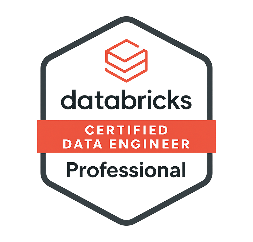 databricks
CERTIFIED
DATA ENGINEER
Professional